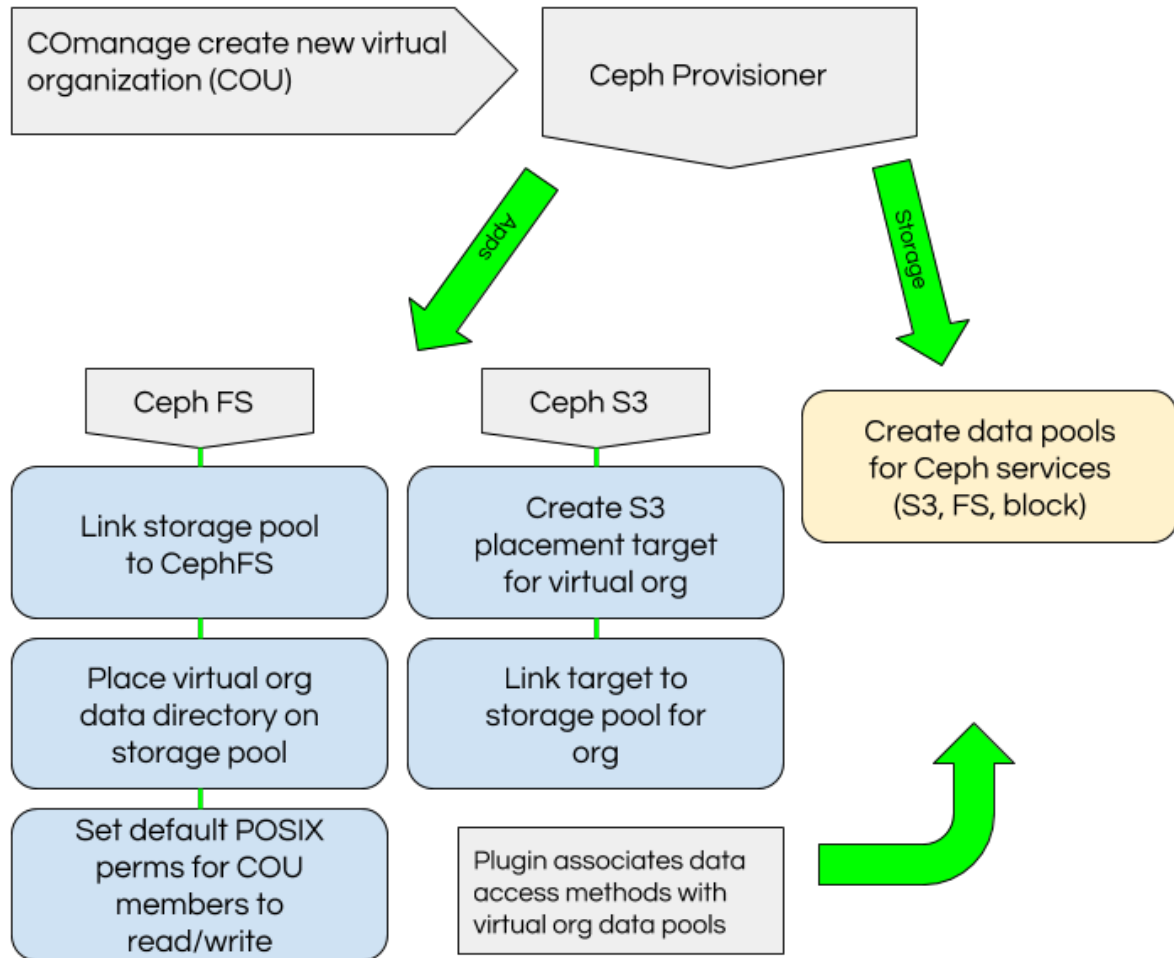 COmanage create new virtual
organization (COU)
Ceph Provisioner
Apps
Storage
Ceph FS
Link storage pool
to CephFS
Place virtual org
data directory on
storage pool
Set default POSIX
perms for COU
members to
read/write
Ceph S3
Create S3
placement target
for virtual org
Link target to
storage pool for
org
Create data pools
for Ceph services
(S3, FS, block)
Plugin associates data
access methods with
virtual org data pools